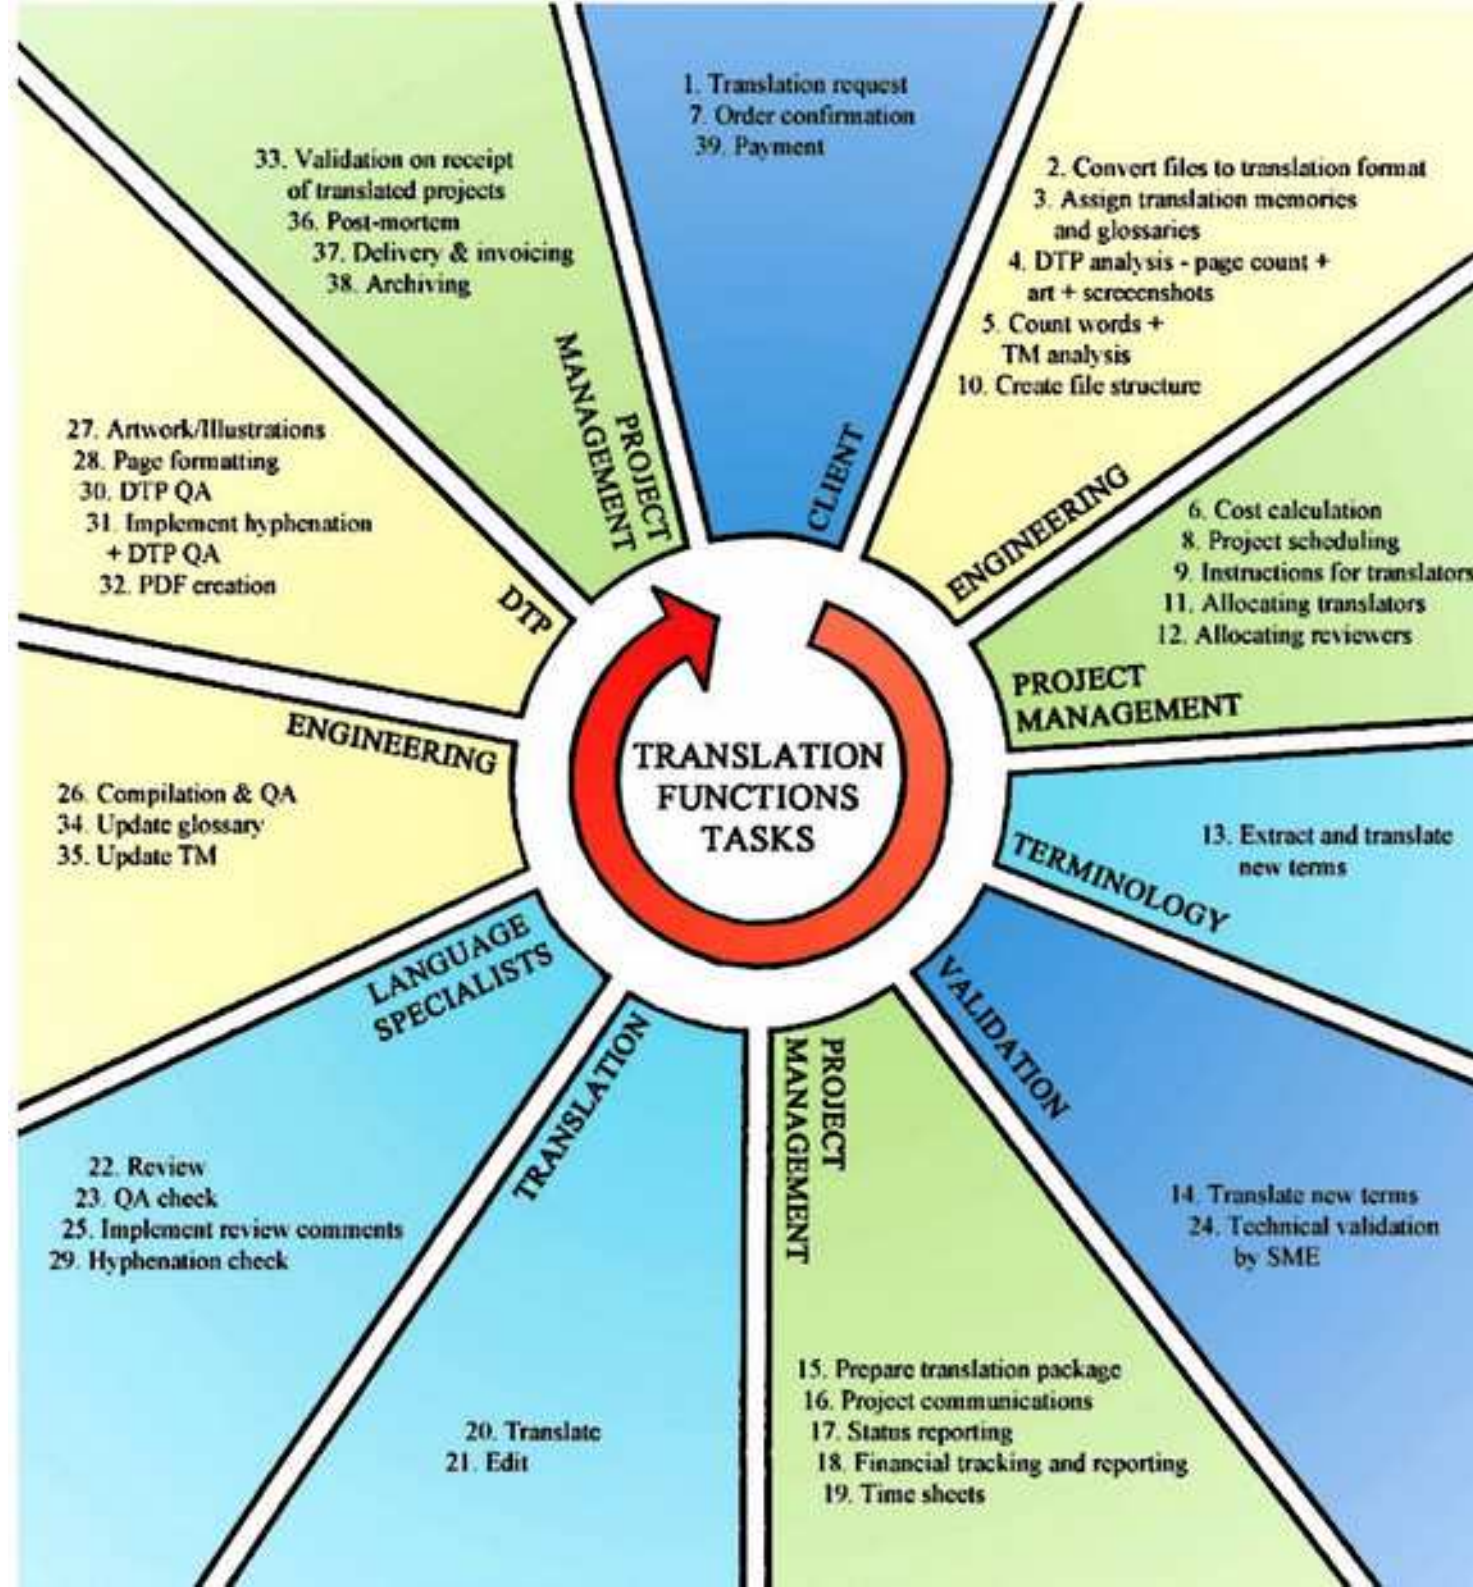 1. Translation request
7. Order confirmation
39. Payment
CLIENT
2. Convert files to translation format
3. Assign translation memories
and glossaries
4. DTP analysis - page count +
art + screeenshots
5. Count words +
TM analysis
10. Create file structure
ENGINEERING
6. Cost calculation
8. Project scheduling
9. Instructions for translators
11. Allocating translators
12. Allocating reviewers
PROJECT
MANAGEMENT
13. Extract and translate
new terms
TERMINOLOGY
VALIDATION
14. Translate new terms
24. Technical validation
by SME
PROJECT
MANAGEMENT
15. Prepare translation package
16. Project communications
17. Status reporting
18. Financial tracking and reporting
19. Time sheets
TRANSLATION
20. Translate
21. Edit
LANGUAGE
SPECIALISTS
22. Review
23. QA check
25. Implement review comments
29. Hyphenation check
ENGINEERING
26. Compilation & QA
34. Update glossary
35. Update TM
27. Artwork/Illustrations
28. Page formatting
30. DTP QA
31. Implement hyphenation
+ DTP QA
32. PDF creation
DTP
33. Validation on receipt
of translated projects
36. Post-mortem
37. Delivery & invoicing
38. Archiving
PROJECT
MANAGEMENT
TRANSLATION
FUNCTIONS
TASKS